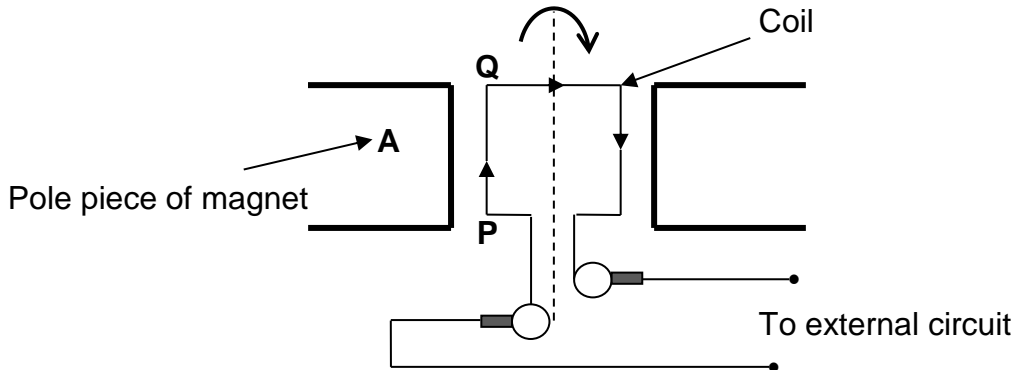 Coil
Q
A
Pole piece of magnet
P
To external circuit